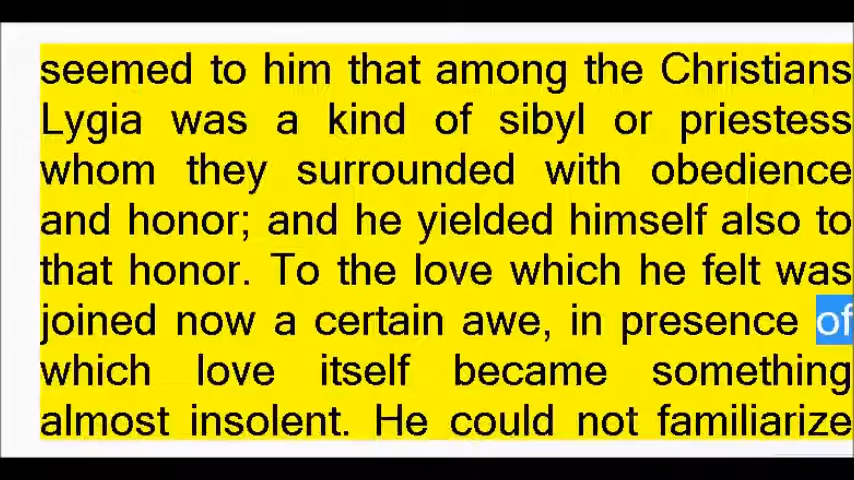 seemed to him that among the Christians
Lygia was a kind of sibyl or priestess
whom they surrounded with obedience
and honor; and he yielded himself also to
that honor. To the love which he felt was
joined now a certain awe, in presence of
which love itself became something
almost insolent. He could not familiarize